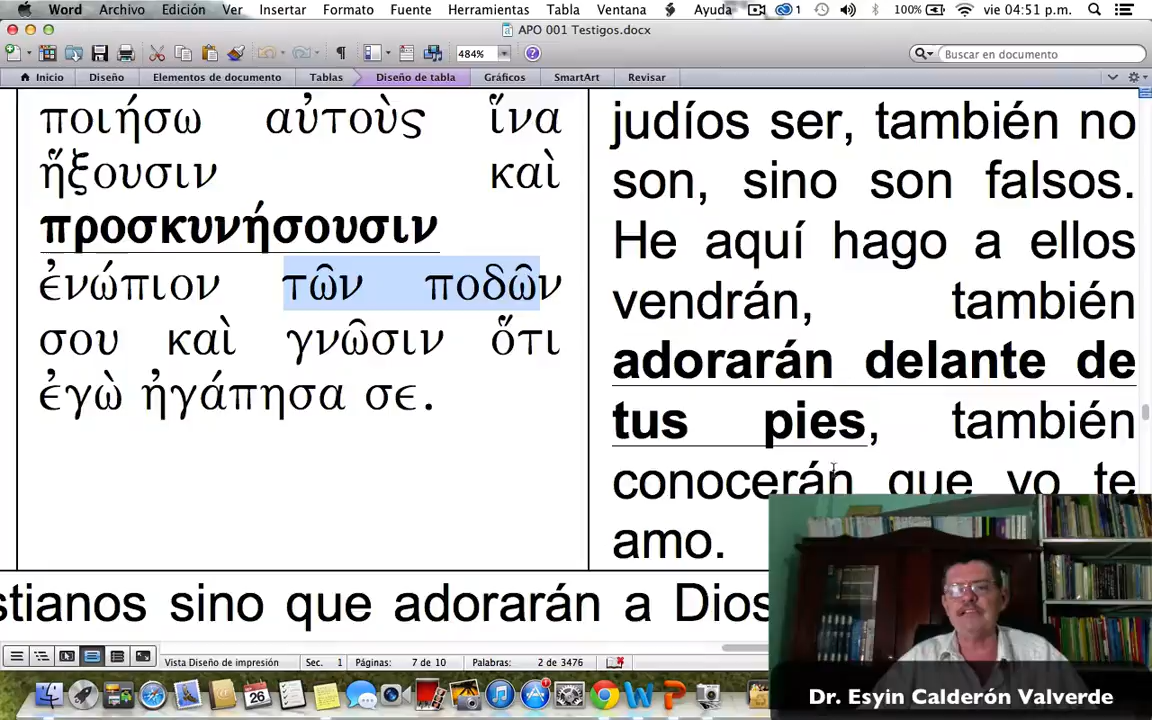 Word Archivo Edición Ver Insertar Formato Fuente Herramientas Tabla Ventana Ayuda 1 100% vie 04:51 p.m.
APO 001 Testigos.docx
484% Buscar en documento
Inicio Diseño Elementos de documento Tablas Diseño de tabla Gráficos SmartArt Revisar
ποιήσω αὐτοὺς ἵνα
ἥξουσιν καὶ
προσκυνήσουσιν
ἐνώπιον τῶν ποδῶν
σου καὶ γνῶσιν ὅτι
ἐγὼ ἠγάπησα σε.
judíos ser, también no
son, sino son falsos.
He aquí hago a ellos
vendrán, también
adorarán delante de
tus pies, también
conocerán que yo te
amo.
stianos sino que adorarán a Dios
Vista Diseño de impresión Sec. 1 Páginas: 7 de 10 Palabras: 2 de 3476
26
Dr. Esyin Calderón Valverde